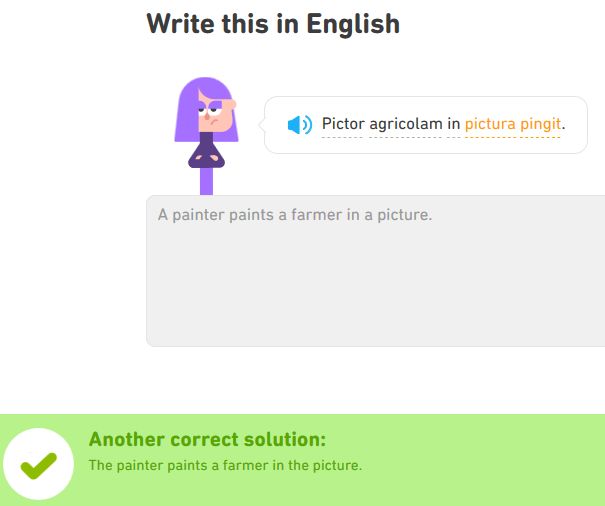 Write this in English
Pictor agricolam in pictura pingit.
A painter paints a farmer in a picture.
Another correct solution:
The painter paints a farmer in the picture.